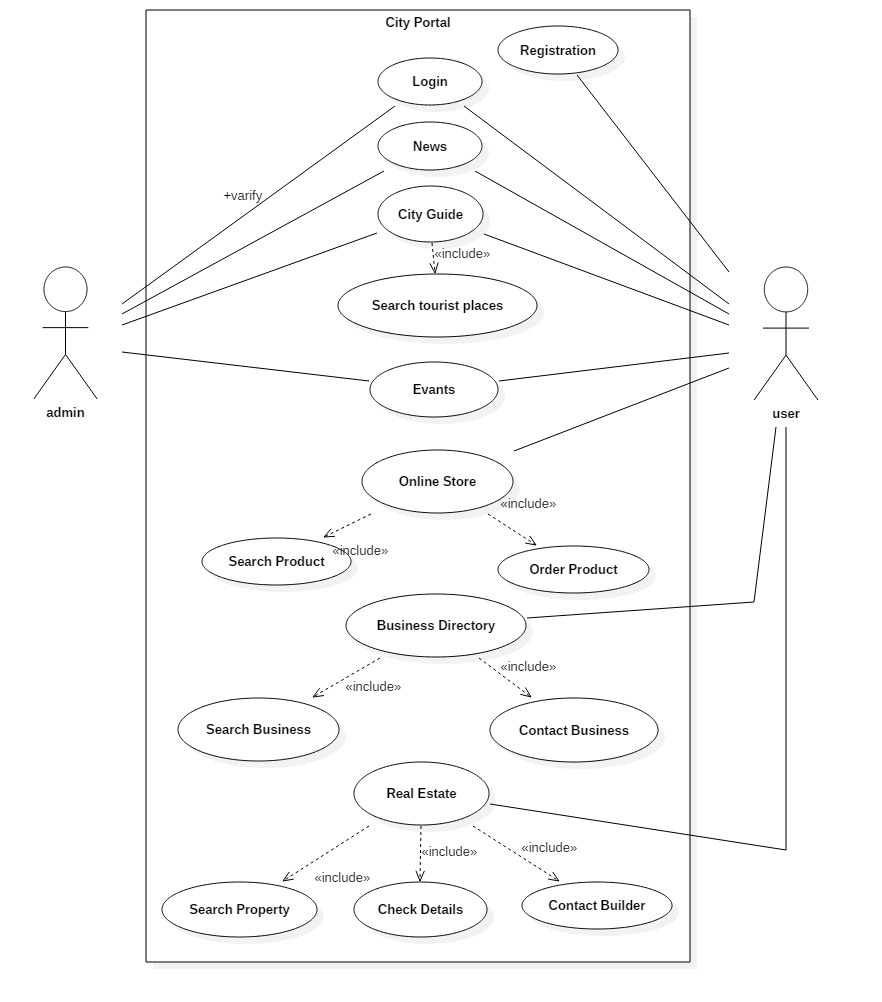 City Portal
Registration
Login
News
+varify
City Guide
«include»
Search tourist places
Evants
admin
user
Online Store
«include»
«include»
Search Product
Order Product
Business Directory
«include»
«include»
Search Business
Contact Business
Real Estate
«include»
«include»
«include»
Search Property
Check Details
Contact Builder